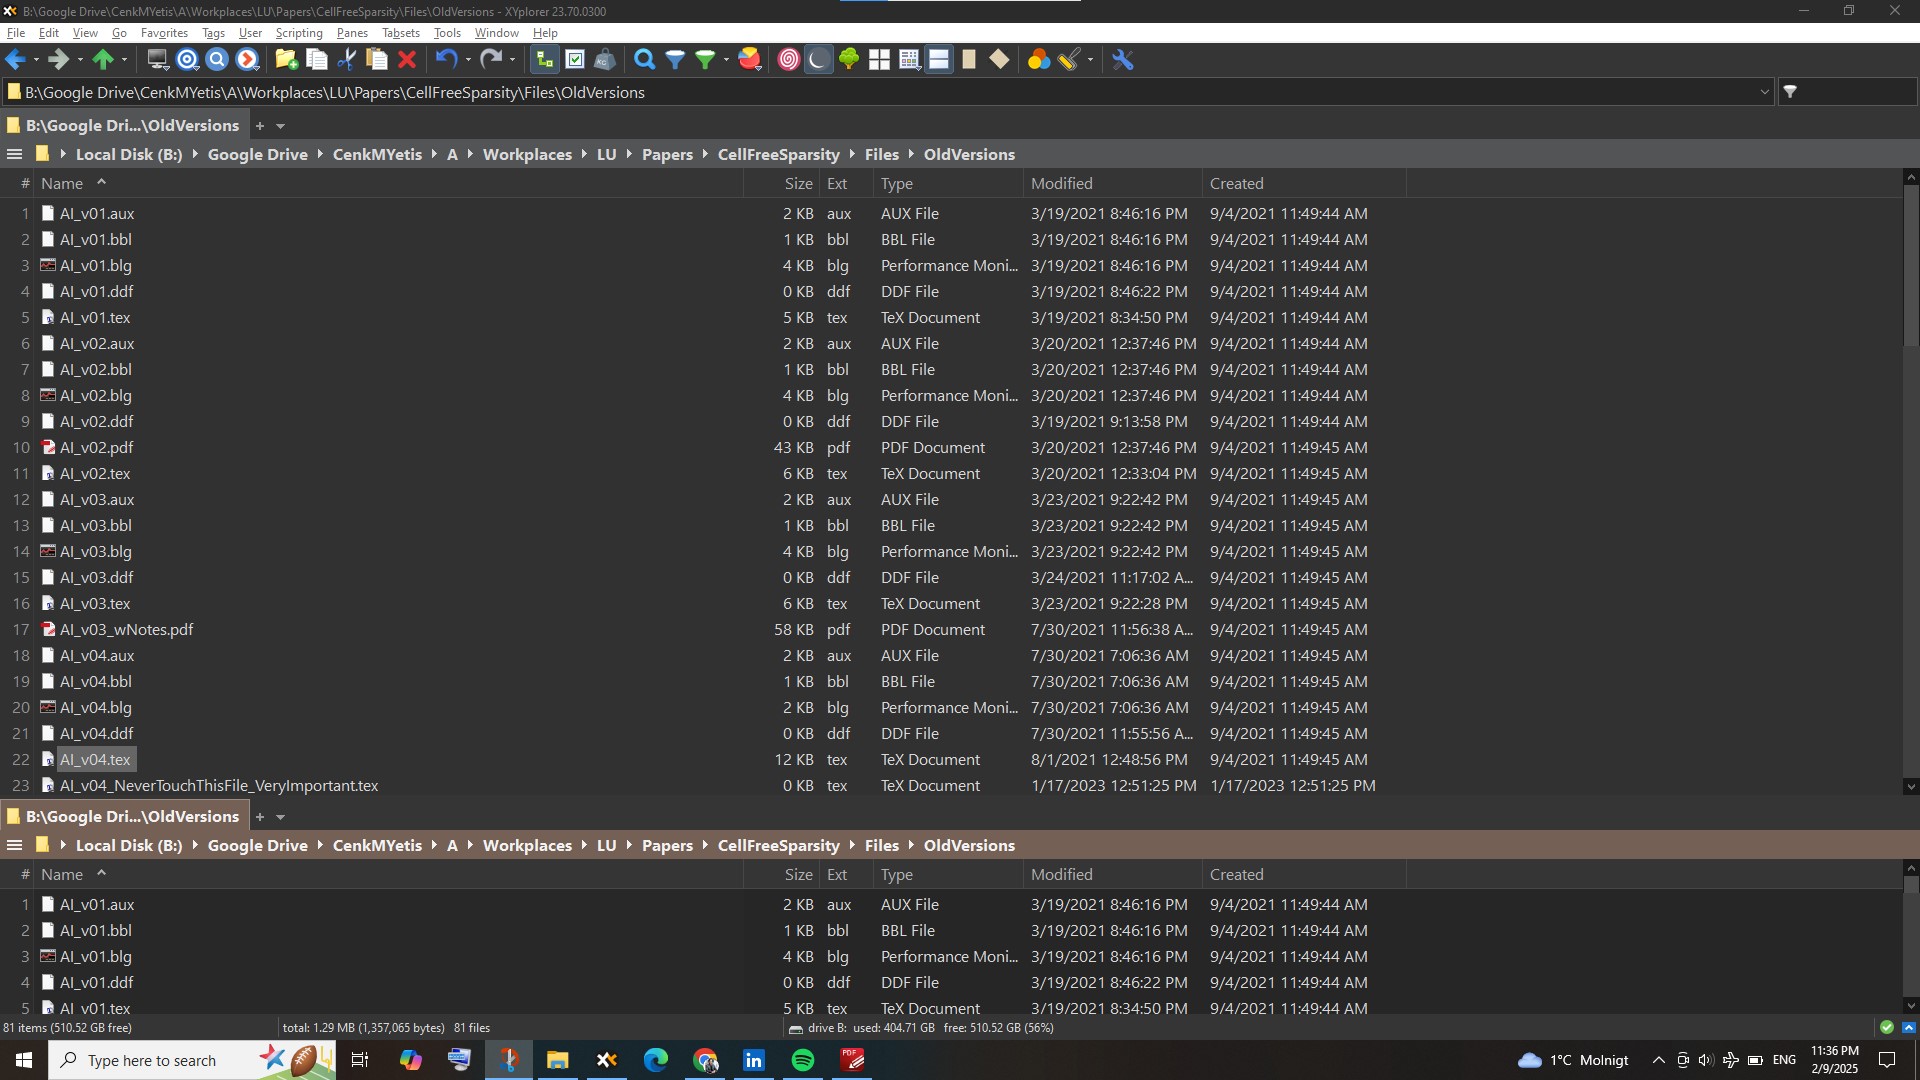 B:\Google Drive\CenkMYetis\A\Workplaces\LU\Papers\CellFreeSparsity\Files\OldVersions - XYplorer 23.70.0300
File Edit View Go Favorites Tags User Scripting Panes Tabsets Tools Window Help
B:\Google Drive\CenkMYetis\A\Workplaces\LU\Papers\CellFreeSparsity\Files\OldVersions
B:\Google Dri...\OldVersions
Local Disk (B:) Google Drive CenkMYetis A Workplaces LU Papers CellFreeSparsity Files OldVersions
# Name Size Ext Type Modified Created
1 AI_v01.aux 2 KB aux AUX File 3/19/2021 8:46:16 PM 9/4/2021 11:49:44 AM
2 AI_v01.bbl 1 KB bbl BBL File 3/19/2021 8:46:16 PM 9/4/2021 11:49:44 AM
3 AI_v01.blg 4 KB blg Performance Moni... 3/19/2021 8:46:16 PM 9/4/2021 11:49:44 AM
4 AI_v01.ddf 0 KB ddf DDF File 3/19/2021 8:46:22 PM 9/4/2021 11:49:44 AM
5 AI_v01.tex 5 KB tex TeX Document 3/19/2021 8:34:50 PM 9/4/2021 11:49:44 AM
6 AI_v02.aux 2 KB aux AUX File 3/20/2021 12:37:46 PM 9/4/2021 11:49:44 AM
7 AI_v02.bbl 1 KB bbl BBL File 3/20/2021 12:37:46 PM 9/4/2021 11:49:44 AM
8 AI_v02.blg 4 KB blg Performance Moni... 3/20/2021 12:37:46 PM 9/4/2021 11:49:44 AM
9 AI_v02.ddf 0 KB ddf DDF File 3/19/2021 9:13:58 PM 9/4/2021 11:49:44 AM
10 AI_v02.pdf 43 KB pdf PDF Document 3/20/2021 12:37:46 PM 9/4/2021 11:49:45 AM
11 AI_v02.tex 6 KB tex TeX Document 3/20/2021 12:33:04 PM 9/4/2021 11:49:45 AM
12 AI_v03.aux 2 KB aux AUX File 3/23/2021 9:22:42 PM 9/4/2021 11:49:45 AM
13 AI_v03.bbl 1 KB bbl BBL File 3/23/2021 9:22:42 PM 9/4/2021 11:49:45 AM
14 AI_v03.blg 4 KB blg Performance Moni... 3/23/2021 9:22:42 PM 9/4/2021 11:49:45 AM
15 AI_v03.ddf 0 KB ddf DDF File 3/24/2021 11:17:02 A... 9/4/2021 11:49:45 AM
16 AI_v03.tex 6 KB tex TeX Document 3/23/2021 9:22:28 PM 9/4/2021 11:49:45 AM
17 AI_v03_wNotes.pdf 58 KB pdf PDF Document 7/30/2021 11:56:38 A... 9/4/2021 11:49:45 AM
18 AI_v04.aux 2 KB aux AUX File 7/30/2021 7:06:36 AM 9/4/2021 11:49:45 AM
19 AI_v04.bbl 1 KB bbl BBL File 7/30/2021 7:06:36 AM 9/4/2021 11:49:45 AM
20 AI_v04.blg 2 KB blg Performance Moni... 7/30/2021 7:06:36 AM 9/4/2021 11:49:45 AM
21 AI_v04.ddf 0 KB ddf DDF File 7/30/2021 11:55:56 A... 9/4/2021 11:49:45 AM
22 AI_v04.tex 12 KB tex TeX Document 8/1/2021 12:48:56 PM 9/4/2021 11:49:45 AM
23 AI_v04_NeverTouchThisFile_VeryImportant.tex 0 KB tex TeX Document 1/17/2023 12:51:25 PM 1/17/2023 12:51:25 PM
B:\Google Dri...\OldVersions
Local Disk (B:) Google Drive CenkMYetis A Workplaces LU Papers CellFreeSparsity Files OldVersions
# Name Size Ext Type Modified Created
1 AI_v01.aux 2 KB aux AUX File 3/19/2021 8:46:16 PM 9/4/2021 11:49:44 AM
2 AI_v01.bbl 1 KB bbl BBL File 3/19/2021 8:46:16 PM 9/4/2021 11:49:44 AM
3 AI_v01.blg 4 KB blg Performance Moni... 3/19/2021 8:46:16 PM 9/4/2021 11:49:44 AM
4 AI_v01.ddf 0 KB ddf DDF File 3/19/2021 8:46:22 PM 9/4/2021 11:49:44 AM
5 AI_v01.tex 5 KB tex TeX Document 3/19/2021 8:34:50 PM 9/4/2021 11:49:44 AM
81 items (510.52 GB free) total: 1.29 MB (1,357,065 bytes) 81 files drive B: used: 404.71 GB free: 510.52 GB (56%)
Type here to search 1°C Molnigt ENG 11:36 PM
2/9/2025